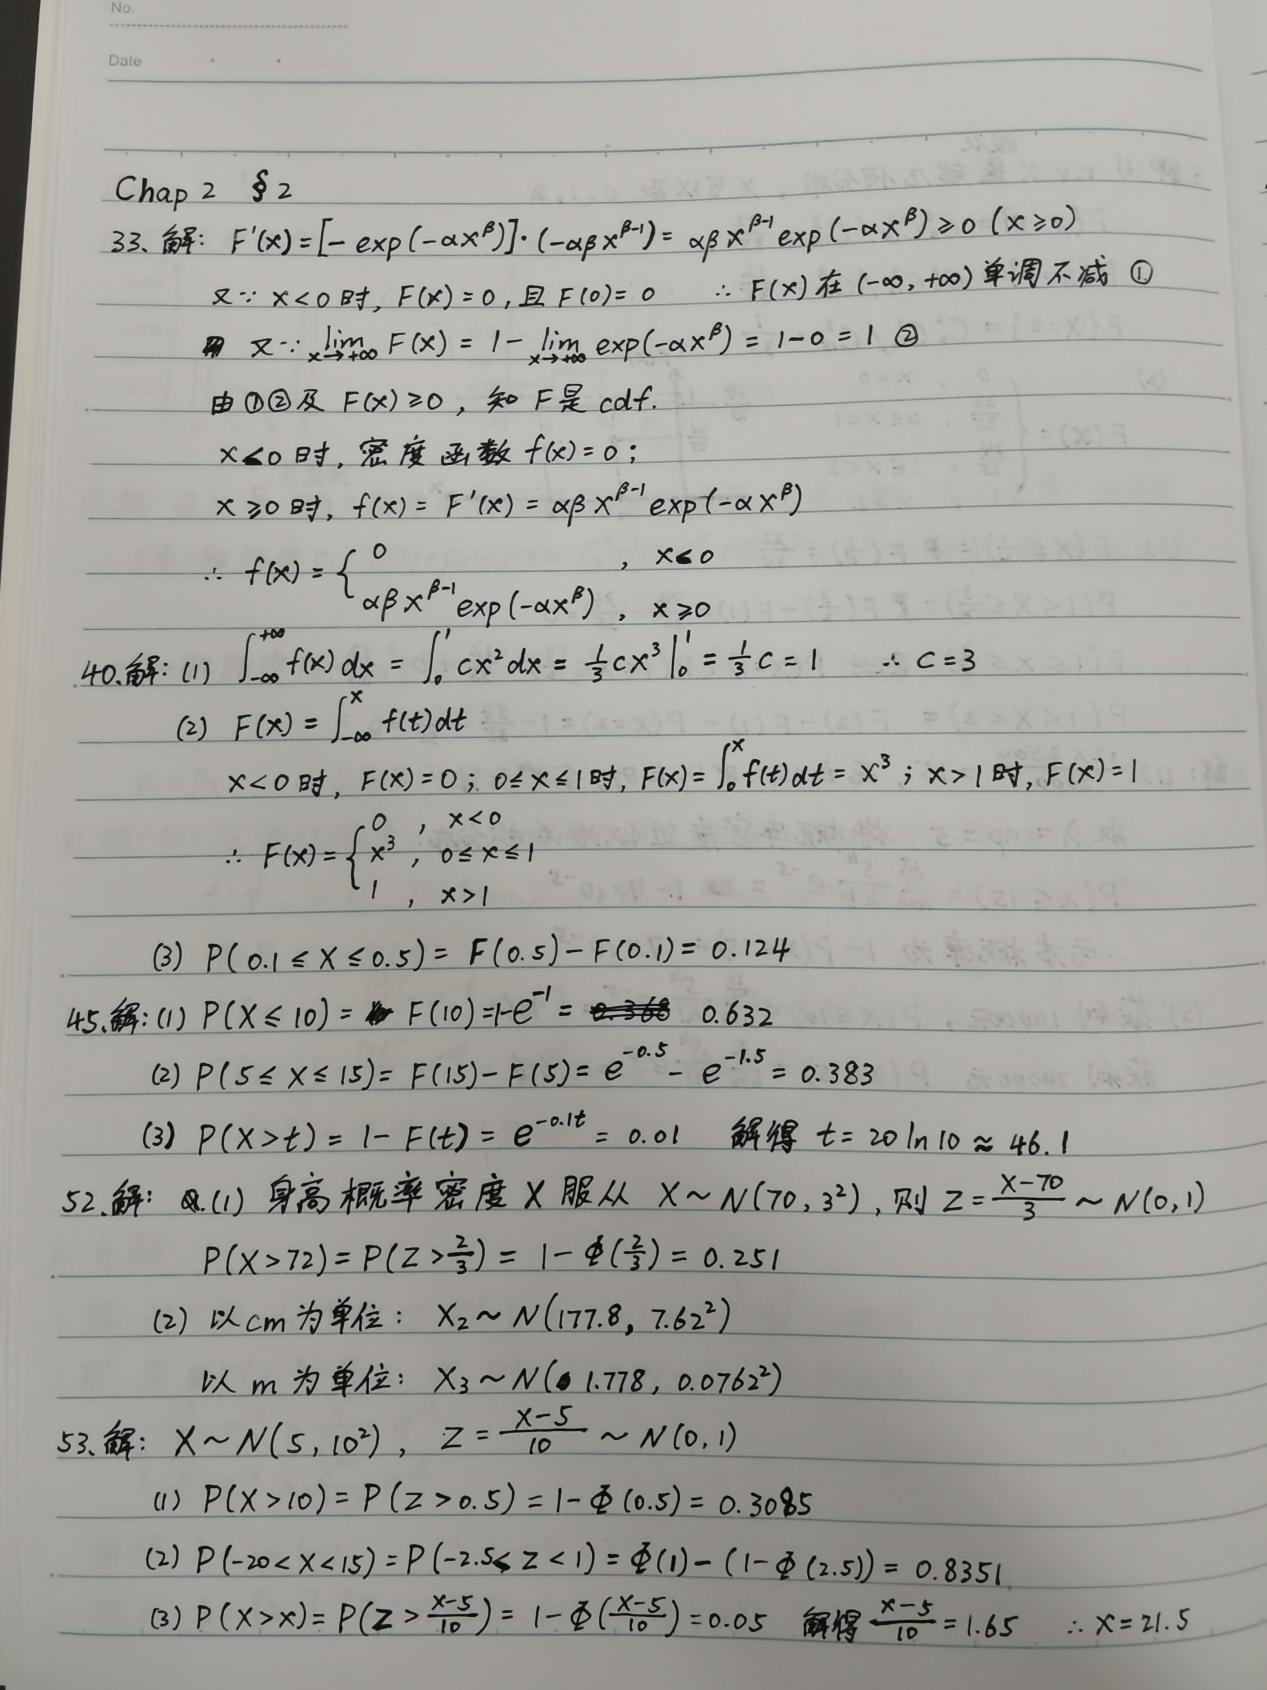 No.
Date
Chap 2 §2
33、解: F'(x) = [- exp(-αx^β)]·(-αβx^{β-1}) = αβx^{β-1}exp(-αx^β) ≥ 0 (x≥0)
又∵ x<0时, F(x)=0, 且F(0)=0 ∴ F(x)在(-∞,+∞)单调不减 ①
又∵ lim_{x→+∞} F(x) = 1 - lim_{x→+∞} exp(-αx^β) = 1-0 = 1 ②
由①②及 F(x)≥0, 知 F是cdf.
x≤0时, 密度函数 f(x)=0;
x≥0时, f(x) = F'(x) = αβx^{β-1}exp(-αx^β)
∴ f(x) = { 0 , x≤0
αβx^{β-1}exp(-αx^β) , x≥0
40、解: (1) ∫_{-∞}^{+∞} f(x)dx = ∫_0^1 cx²dx = 1/3 cx³|_0^1 = 1/3 c = 1 ∴ c=3
(2) F(x) = ∫_{-∞}^x f(t)dt
x<0时, F(x)=0; 0≤x≤1时, F(x)=∫_0^x f(t)dt = x³; x>1时, F(x)=1
∴ F(x) = { 0 , x<0
x³ , 0≤x≤1
1 , x>1
(3) P(0.1≤X≤0.5) = F(0.5)-F(0.1) = 0.124
45、解: (1) P(X≤10) = F(10)=1-e^{-1} = 0.632
(2) P(5≤X≤15) = F(15)-F(5) = e^{-0.5} - e^{-1.5} = 0.383
(3) P(X>t) = 1-F(t) = e^{-0.1t} = 0.01 解得 t=20ln10≈46.1
52、解: (1) 身高概率密度X服从 X~N(70,3²), 则 Z=(X-70)/3 ~ N(0,1)
P(X>72) = P(Z>2/3) = 1-Φ(2/3) = 0.251
(2) 以cm为单位: X₂~N(177.8, 7.62²)
以m为单位: X₃~N(1.778, 0.0762²)
53、解: X~N(5,10²), Z=(X-5)/10 ~ N(0,1)
(1) P(X>10) = P(Z>0.5) = 1-Φ(0.5) = 0.3085
(2) P(-20<X<15) = P(-2.5<Z<1) = Φ(1)-(1-Φ(2.5)) = 0.8351
(3) P(X>x) = P(Z>(x-5)/10) = 1-Φ((x-5)/10) = 0.05 解得 (x-5)/10 = 1.65 ∴ x=21.5